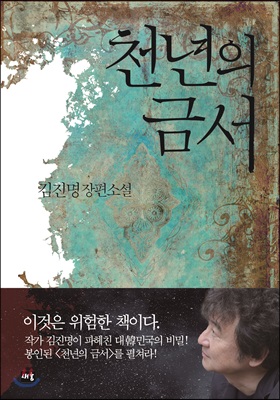 천년의
금서
김진명 장편소설
이것은 위험한 책이다.
작가 김진명이 파헤친 대韓민국의 비밀!
봉인된 〈천년의 금서〉를 펼쳐라!
새움